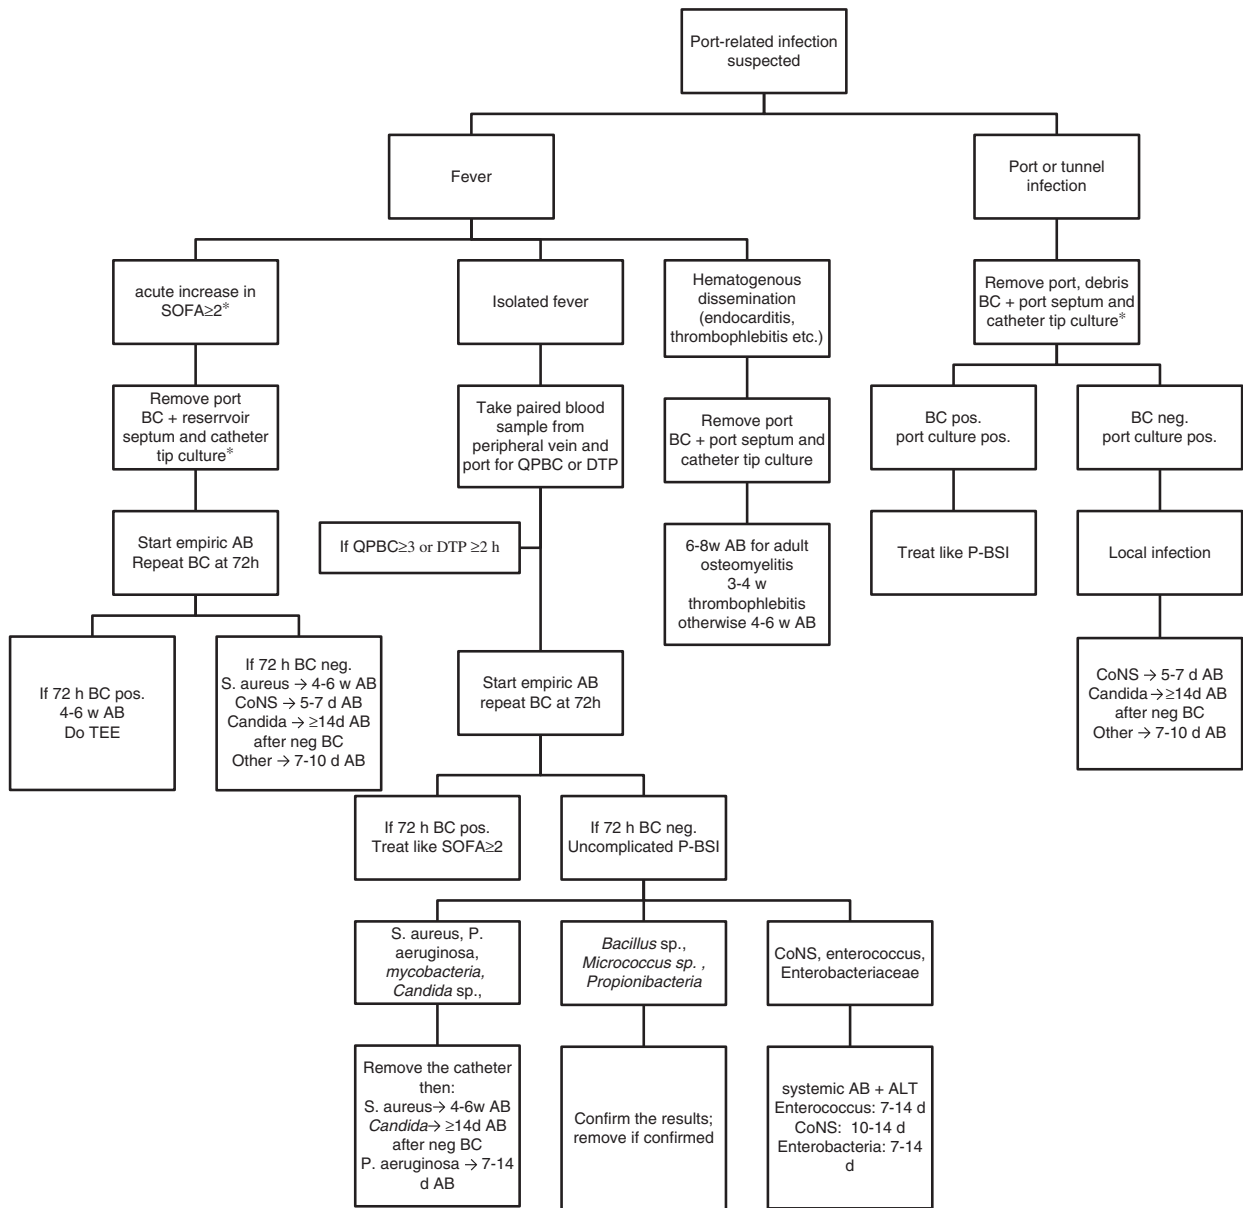 Port-related infection
suspected
Fever
Port or tunnel
infection
acute increase in
SOFA≥2*
Isolated fever
Hematogenous
dissemination
(endocarditis,
thrombophlebitis etc.)
Remove port, debris
BC + port septum and
catheter tip culture*
Remove port
BC + reservoir
septum and catheter
tip culture*
Take paired blood
sample from
peripheral vein and
port for QPBC or DTP
Remove port
BC + port septum and
catheter tip culture
BC pos.
port culture pos.
BC neg.
port culture pos.
Start empiric AB
Repeat BC at 72h
If QPBC≥3 or DTP ≥2 h
6-8w AB for adult
osteomyelitis
3-4 w
thrombophlebitis
otherwise 4-6 w AB
Treat like P-BSI
Local infection
If 72 h BC pos.
4-6 w AB
Do TEE
If 72 h BC neg.
S. aureus → 4-6 w AB
CoNS → 5-7 d AB
Candida → ≥14d AB
after neg BC
Other → 7-10 d AB
Start empiric AB
repeat BC at 72h
CoNS → 5-7 d AB
Candida → ≥14d AB
after neg BC
Other → 7-10 d AB
If 72 h BC pos.
Treat like SOFA≥2
If 72 h BC neg.
Uncomplicated P-BSI
S. aureus, P.
aeruginosa,
mycobacteria,
Candida sp.,
Bacillus sp.,
Micrococcus sp. ,
Propionibacteria
CoNS, enterococcus,
Enterobacteriaceae
Remove the catheter
then:
S. aureus→ 4-6w AB
Candida→ ≥14d AB
after neg BC
P. aeruginosa → 7-14
d AB
Confirm the results;
remove if confirmed
systemic AB + ALT
Enterococcus: 7-14 d
CoNS: 10-14 d
Enterobacteria: 7-14
d